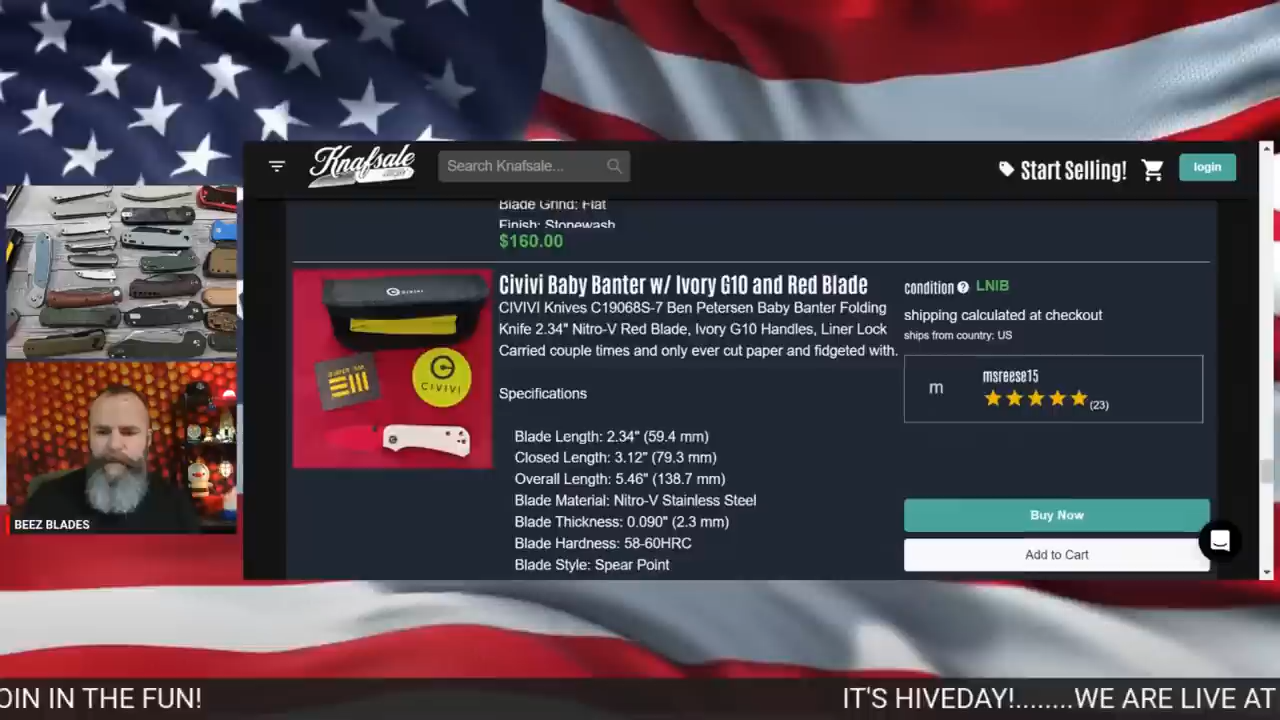 Knafsale
Search Knafsale...
Start Selling!
login
Blade Grind: Flat
Finish: Stonewash
$160.00
Civivi Baby Banter w/ Ivory G10 and Red Blade
CIVIVI Knives C19068S-7 Ben Petersen Baby Banter Folding
Knife 2.34" Nitro-V Red Blade, Ivory G10 Handles, Liner Lock
Carried couple times and only ever cut paper and fidgeted with.
Specifications
Blade Length: 2.34" (59.4 mm)
Closed Length: 3.12" (79.3 mm)
Overall Length: 5.46" (138.7 mm)
Blade Material: Nitro-V Stainless Steel
Blade Thickness: 0.090" (2.3 mm)
Blade Hardness: 58-60HRC
Blade Style: Spear Point
condition ? LNIB
shipping calculated at checkout
ships from country: US
m
msreese15
(23)
Buy Now
Add to Cart
CIVIVI
CIVIVI
BEEZ BLADES
OIN IN THE FUN!
IT'S HIVEDAY!........WE ARE LIVE AT